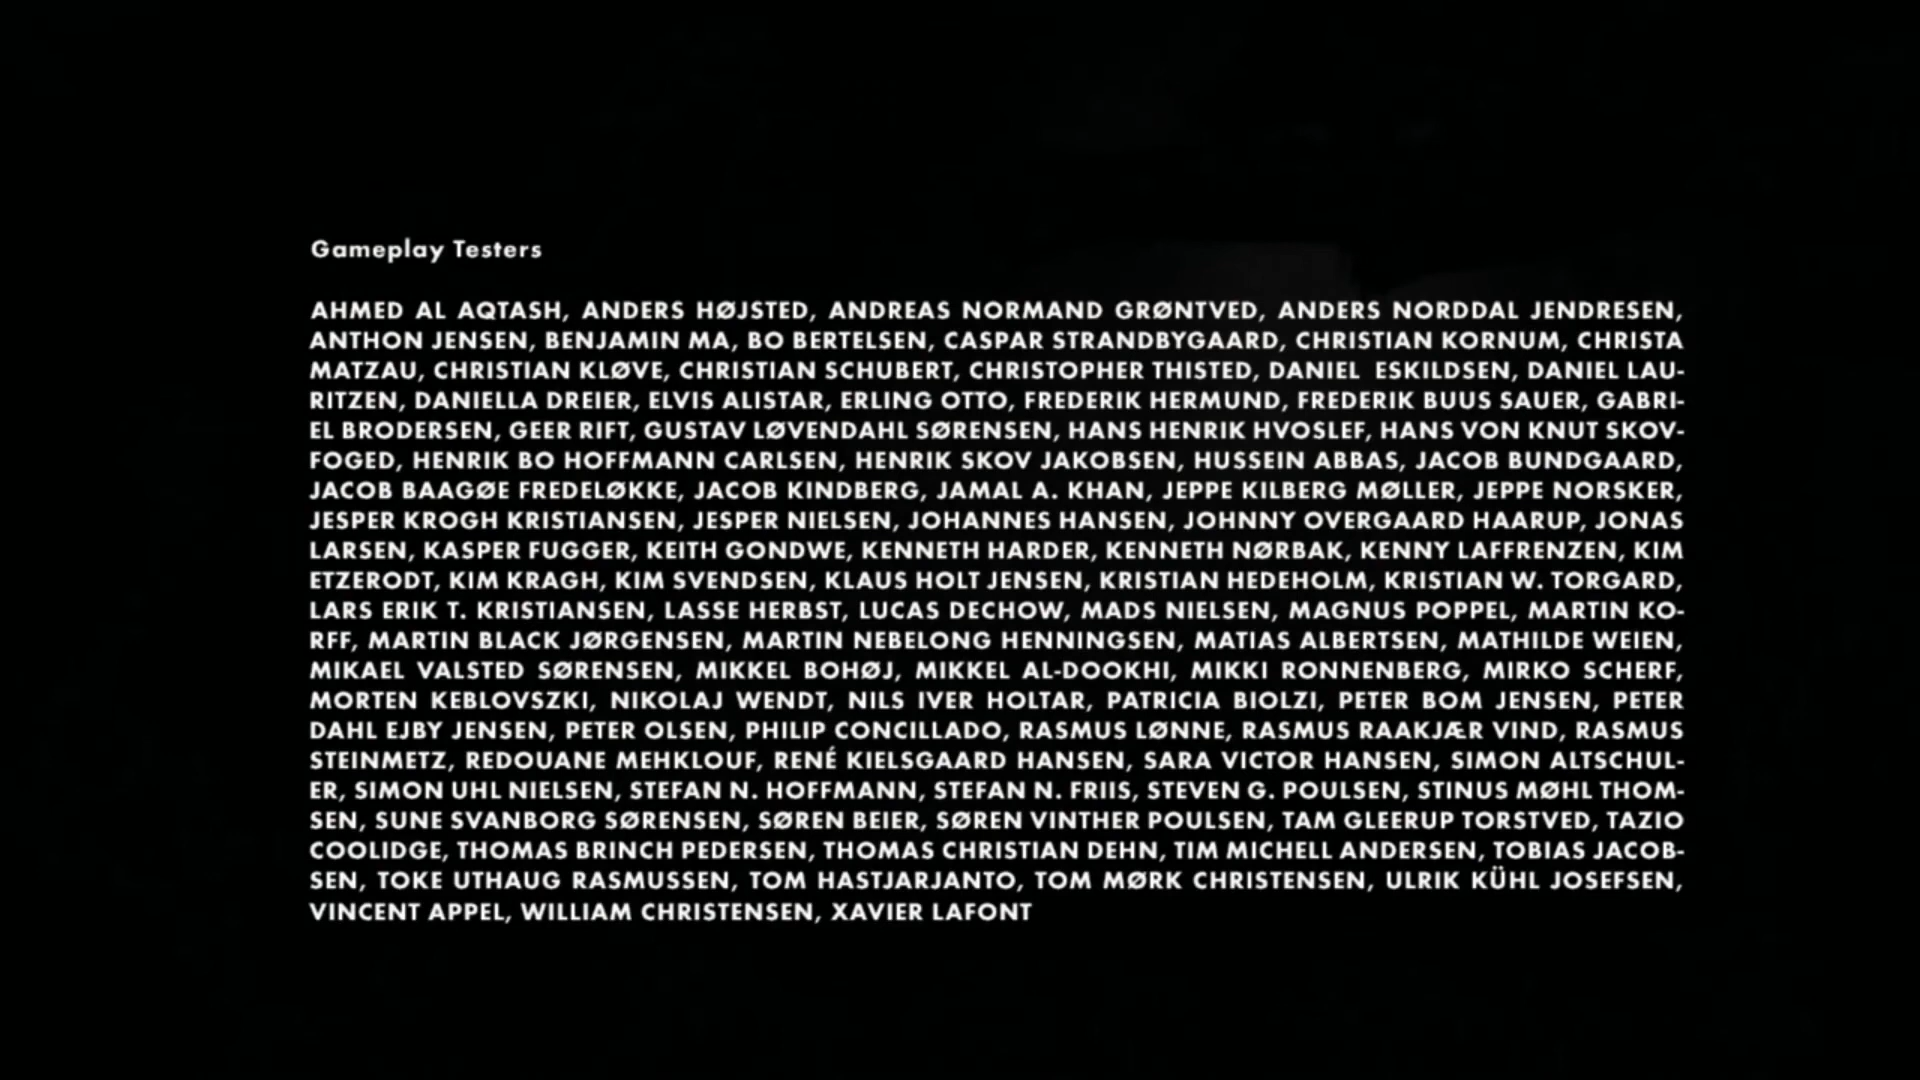 Gameplay Testers
AHMED AL AQTASH, ANDERS HØJSTED, ANDREAS NORMAND GRØNTVED, ANDERS NORDDAL JENDRESEN,
ANTHON JENSEN, BENJAMIN MA, BO BERTELSEN, CASPAR STRANDBYGAARD, CHRISTIAN KORNUM, CHRISTA
MATZAU, CHRISTIAN KLØVE, CHRISTIAN SCHUBERT, CHRISTOPHER THISTED, DANIEL ESKILDSEN, DANIEL LAU-
RITZEN, DANIELLA DREIER, ELVIS ALISTAR, ERLING OTTO, FREDERIK HERMUND, FREDERIK BUUS SAUER, GABRI-
EL BRODERSEN, GEER RIFT, GUSTAV LØVENDAHL SØRENSEN, HANS HENRIK HVOSLEF, HANS VON KNUT SKOV-
FOGED, HENRIK BO HOFFMANN CARLSEN, HENRIK SKOV JAKOBSEN, HUSSEIN ABBAS, JACOB BUNDGAARD,
JACOB BAAGØE FREDELØKKE, JACOB KINDBERG, JAMAL A. KHAN, JEPPE KILBERG MØLLER, JEPPE NORSKER,
JESPER KROGH KRISTIANSEN, JESPER NIELSEN, JOHANNES HANSEN, JOHNNY OVERGAARD HAARUP, JONAS
LARSEN, KASPER FUGGER, KEITH GONDWE, KENNETH HARDER, KENNETH NØRBAK, KENNY LAFFRENZEN, KIM
ETZERODT, KIM KRAGH, KIM SVENDSEN, KLAUS HOLT JENSEN, KRISTIAN HEDEHOLM, KRISTIAN W. TORGARD,
LARS ERIK T. KRISTIANSEN, LASSE HERBST, LUCAS DECHOW, MADS NIELSEN, MAGNUS POPPEL, MARTIN KO-
RFF, MARTIN BLACK JØRGENSEN, MARTIN NEBELONG HENNINGSEN, MATIAS ALBERTSEN, MATHILDE WEIEN,
MIKAEL VALSTED SØRENSEN, MIKKEL BOHØJ, MIKKEL AL-DOOKHI, MIKKI RONNENBERG, MIRKO SCHERF,
MORTEN KEBLOVSZKI, NIKOLAJ WENDT, NILS IVER HOLTAR, PATRICIA BIOLZI, PETER BOM JENSEN, PETER
DAHL EJBY JENSEN, PETER OLSEN, PHILIP CONCILLADO, RASMUS LØNNE, RASMUS RAAKJÆR VIND, RASMUS
STEINMETZ, REDOUANE MEHKLOUF, RENÉ KIELSGAARD HANSEN, SARA VICTOR HANSEN, SIMON ALTSCHUL-
ER, SIMON UHL NIELSEN, STEFAN N. HOFFMANN, STEFAN N. FRIIS, STEVEN G. POULSEN, STINUS MØHL THOM-
SEN, SUNE SVANBORG SØRENSEN, SØREN BEIER, SØREN VINTHER POULSEN, TAM GLEERUP TORSTVED, TAZIO
COOLIDGE, THOMAS BRINCH PEDERSEN, THOMAS CHRISTIAN DEHN, TIM MICHELL ANDERSEN, TOBIAS JACOB-
SEN, TOKE UTHAUG RASMUSSEN, TOM HASTJARJANTO, TOM MØRK CHRISTENSEN, ULRIK KÜHL JOSEFSEN,
VINCENT APPEL, WILLIAM CHRISTENSEN, XAVIER LAFONT